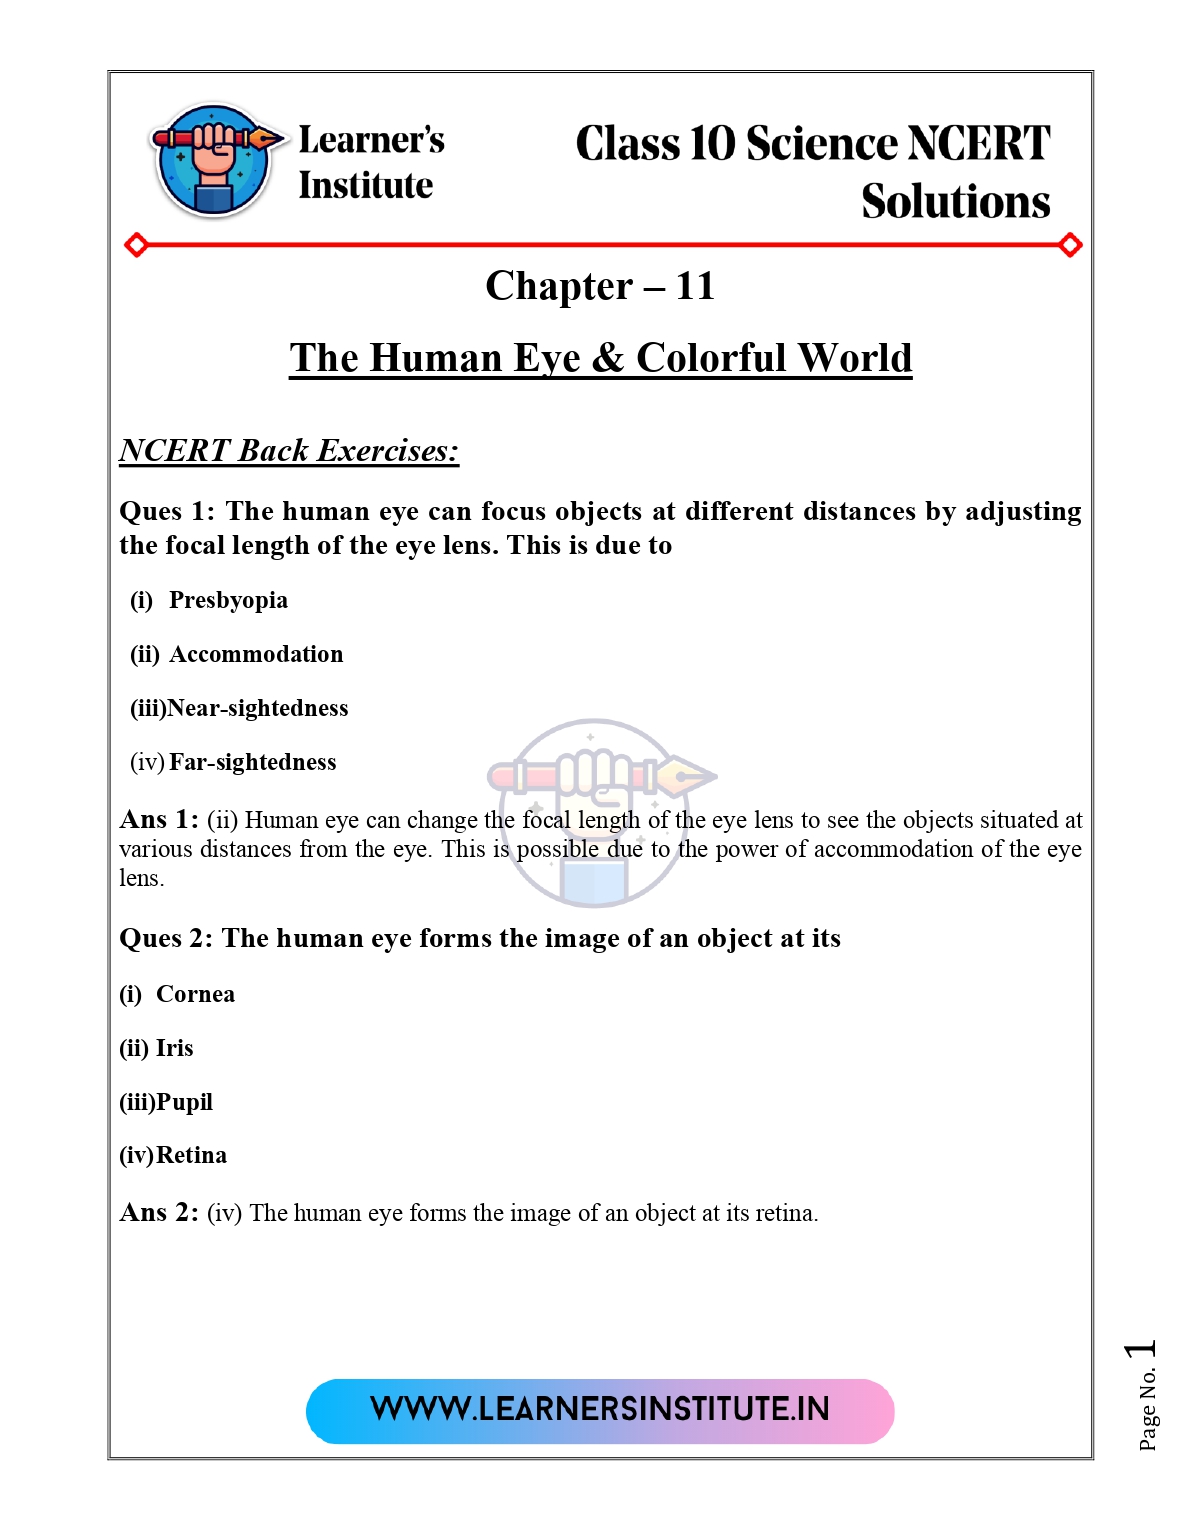 Learner's
Institute
Class 10 Science NCERT
Solutions
Chapter – 11
The Human Eye & Colorful World
NCERT Back Exercises:
Ques 1: The human eye can focus objects at different distances by adjusting
the focal length of the eye lens. This is due to
(i) Presbyopia
(ii) Accommodation
(iii)Near-sightedness
(iv) Far-sightedness
Ans 1: (ii) Human eye can change the focal length of the eye lens to see the objects situated at
various distances from the eye. This is possible due to the power of accommodation of the eye
lens.
Ques 2: The human eye forms the image of an object at its
(i) Cornea
(ii) Iris
(iii)Pupil
(iv) Retina
Ans 2: (iv) The human eye forms the image of an object at its retina.
WWW.LEARNERSINSTITUTE.IN
Page No. 1